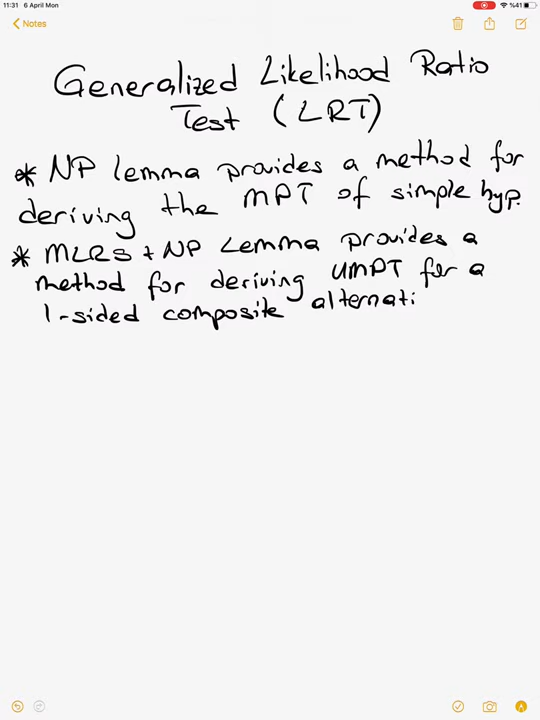 11:31 6 April Mon
%41
Notes
Generalized Likelihood Ratio
Test (LRT)
* NP lemma provides a method for
deriving the MPT of simple hyp.
* MLRS + NP Lemma provides a
method for deriving UMPT for a
1-sided composite alternati